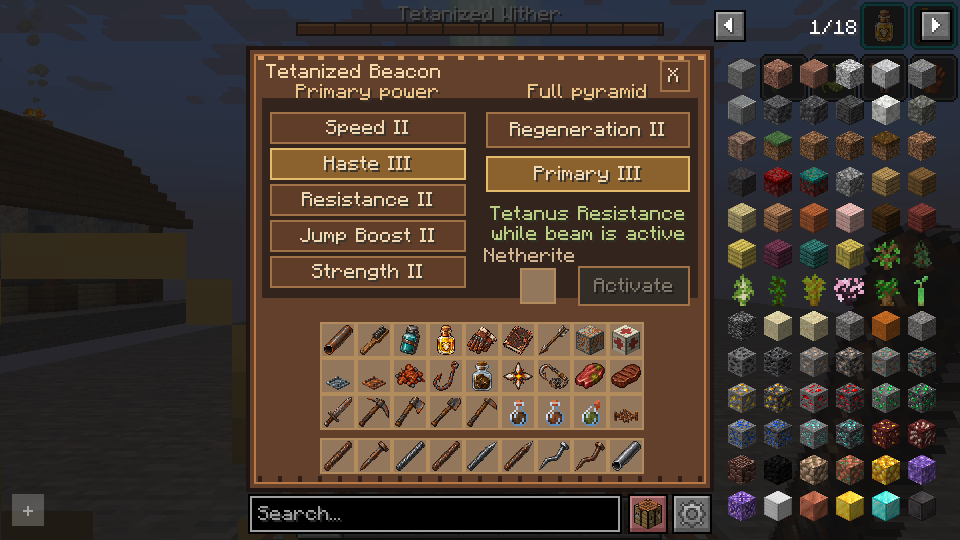 Tetanized Wither
1/18
Tetanized Beacon
X
Primary power
Full pyramid
Speed II
Regeneration II
Haste III
Primary III
Resistance II
Tetanus Resistance
while beam is active
Jump Boost II
Netherite
Strength II
Activate
Search...
+